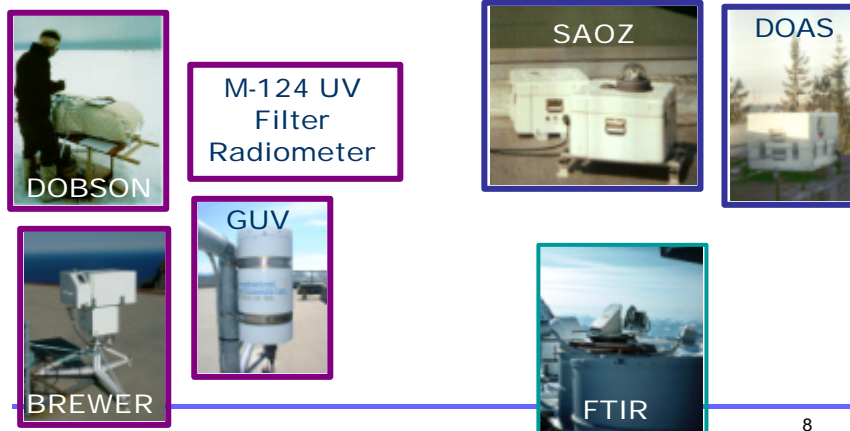 DOBSON
M-124 UV
Filter
Radiometer
SAOZ
DOAS
BREWER
GUV
FTIR
8